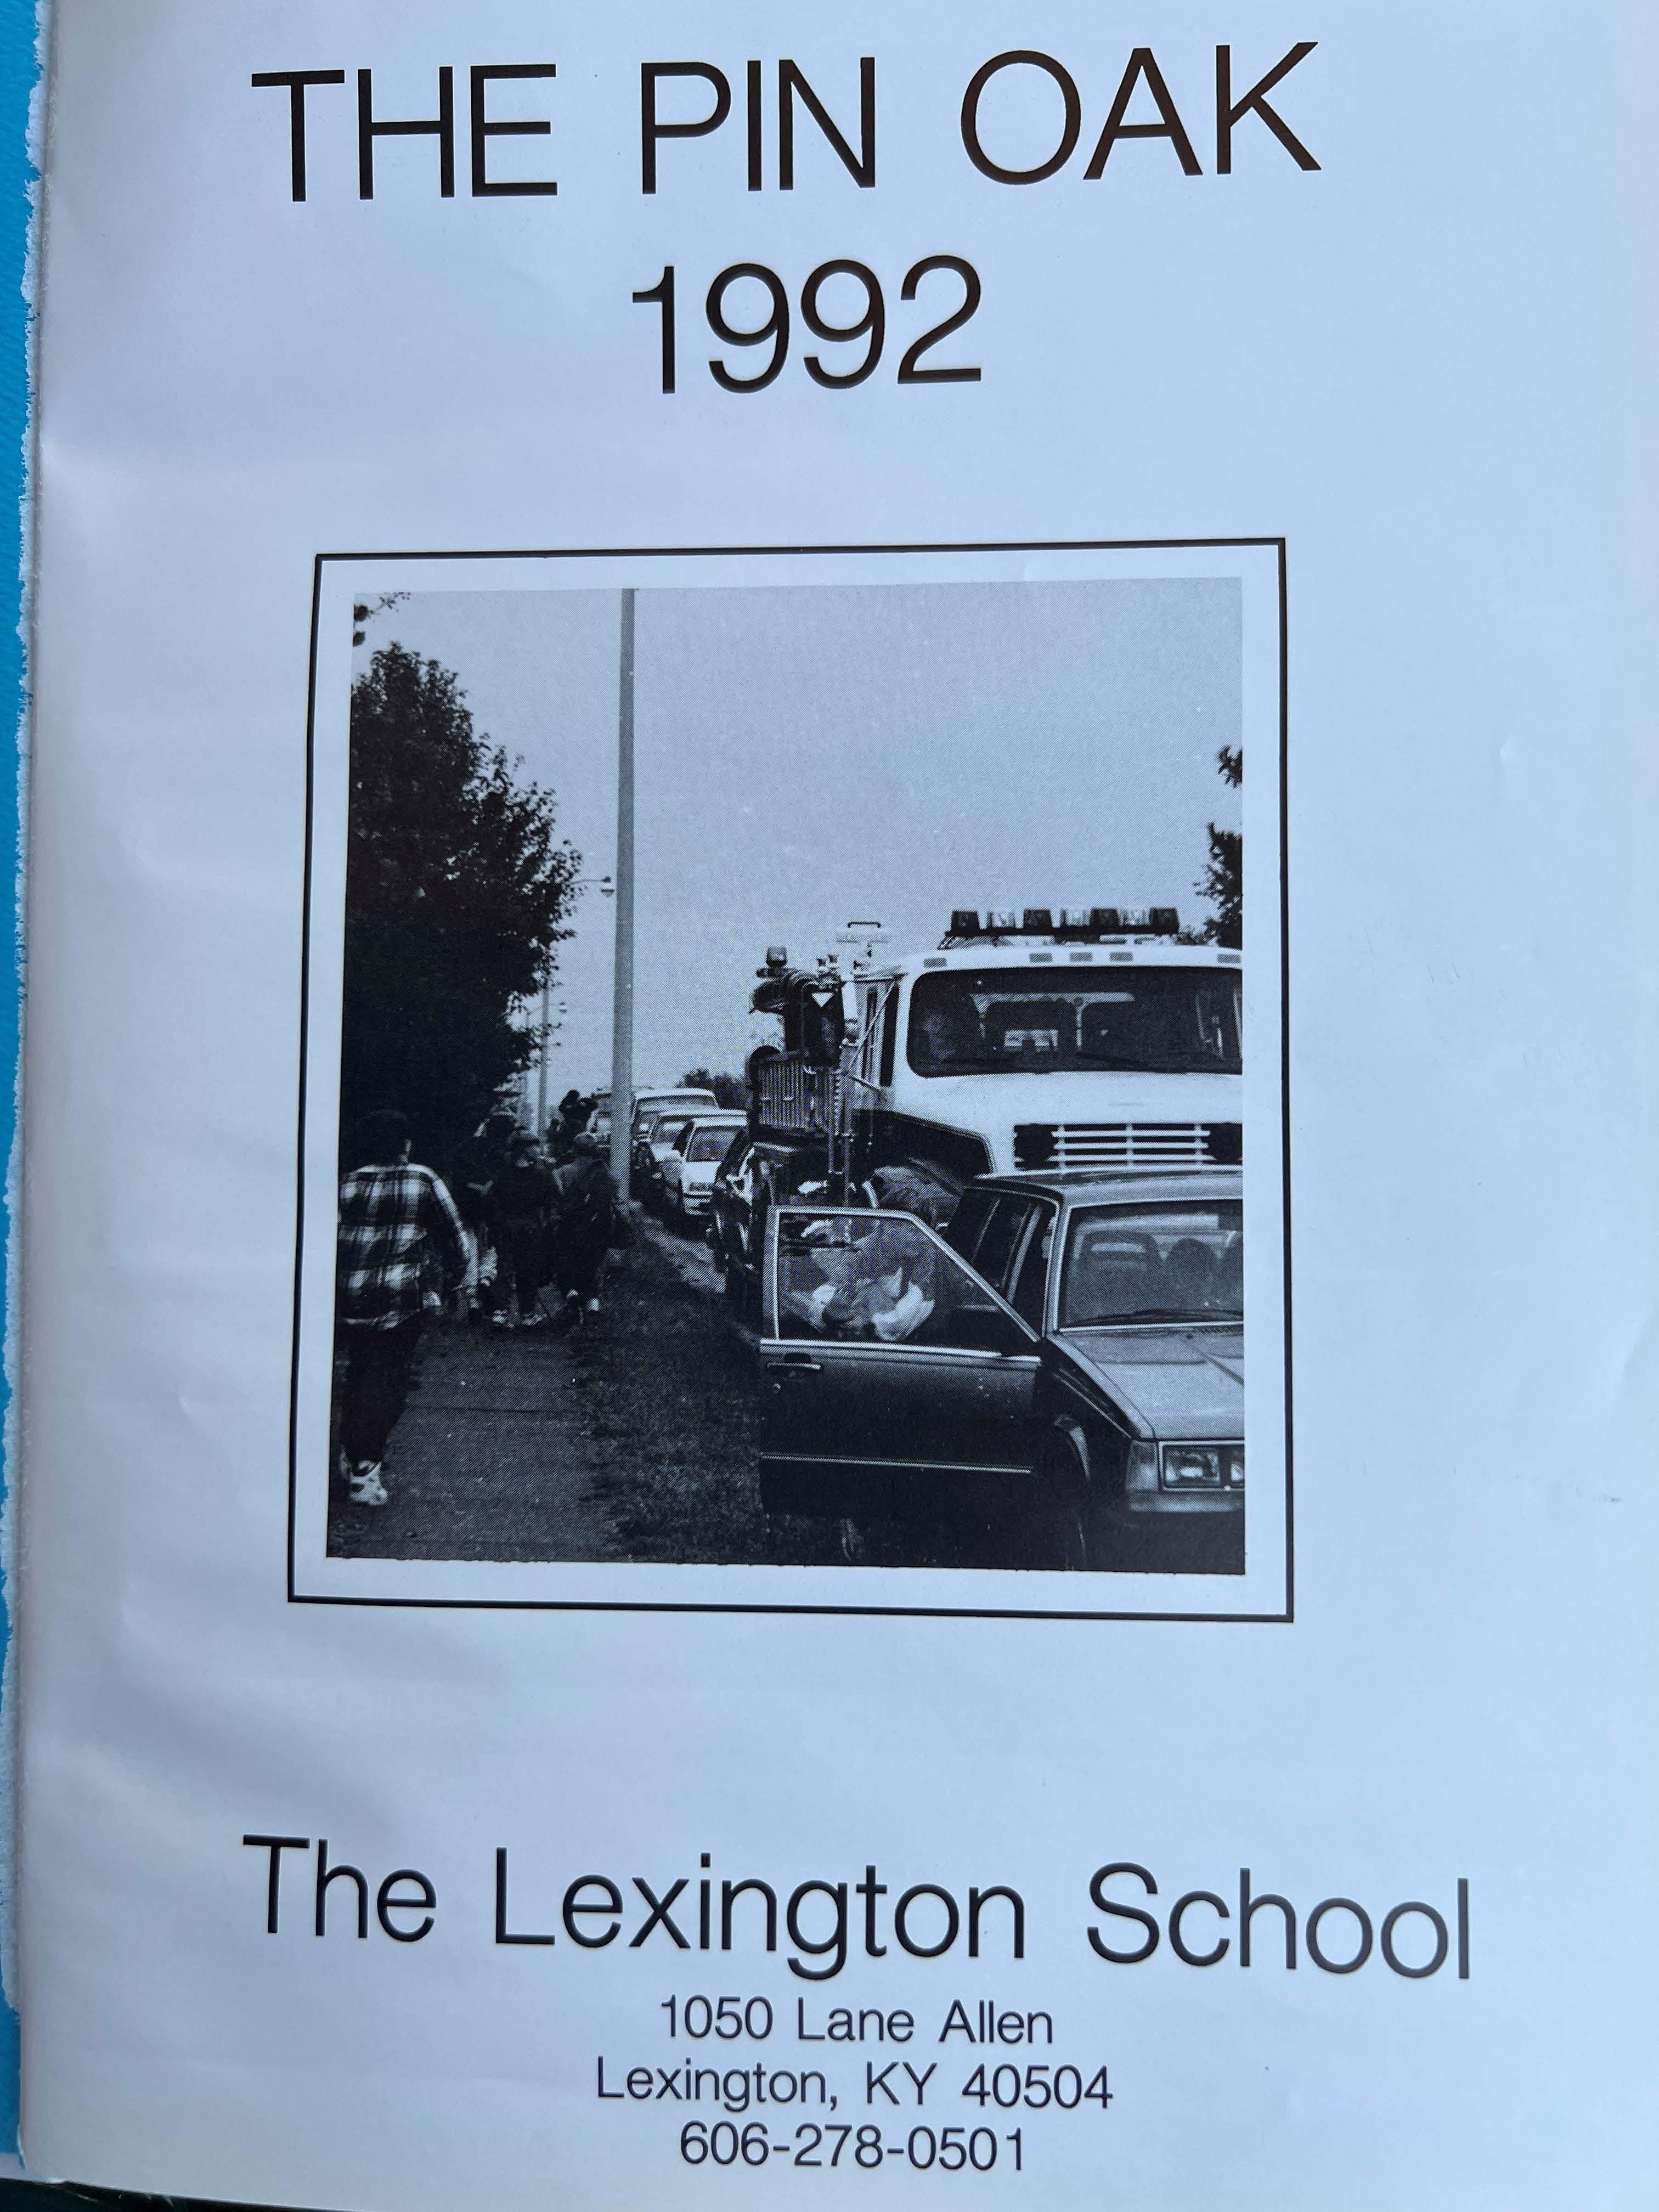 THE PIN OAK
1992
The Lexington School
1050 Lane Allen
Lexington, KY 40504
606-278-0501